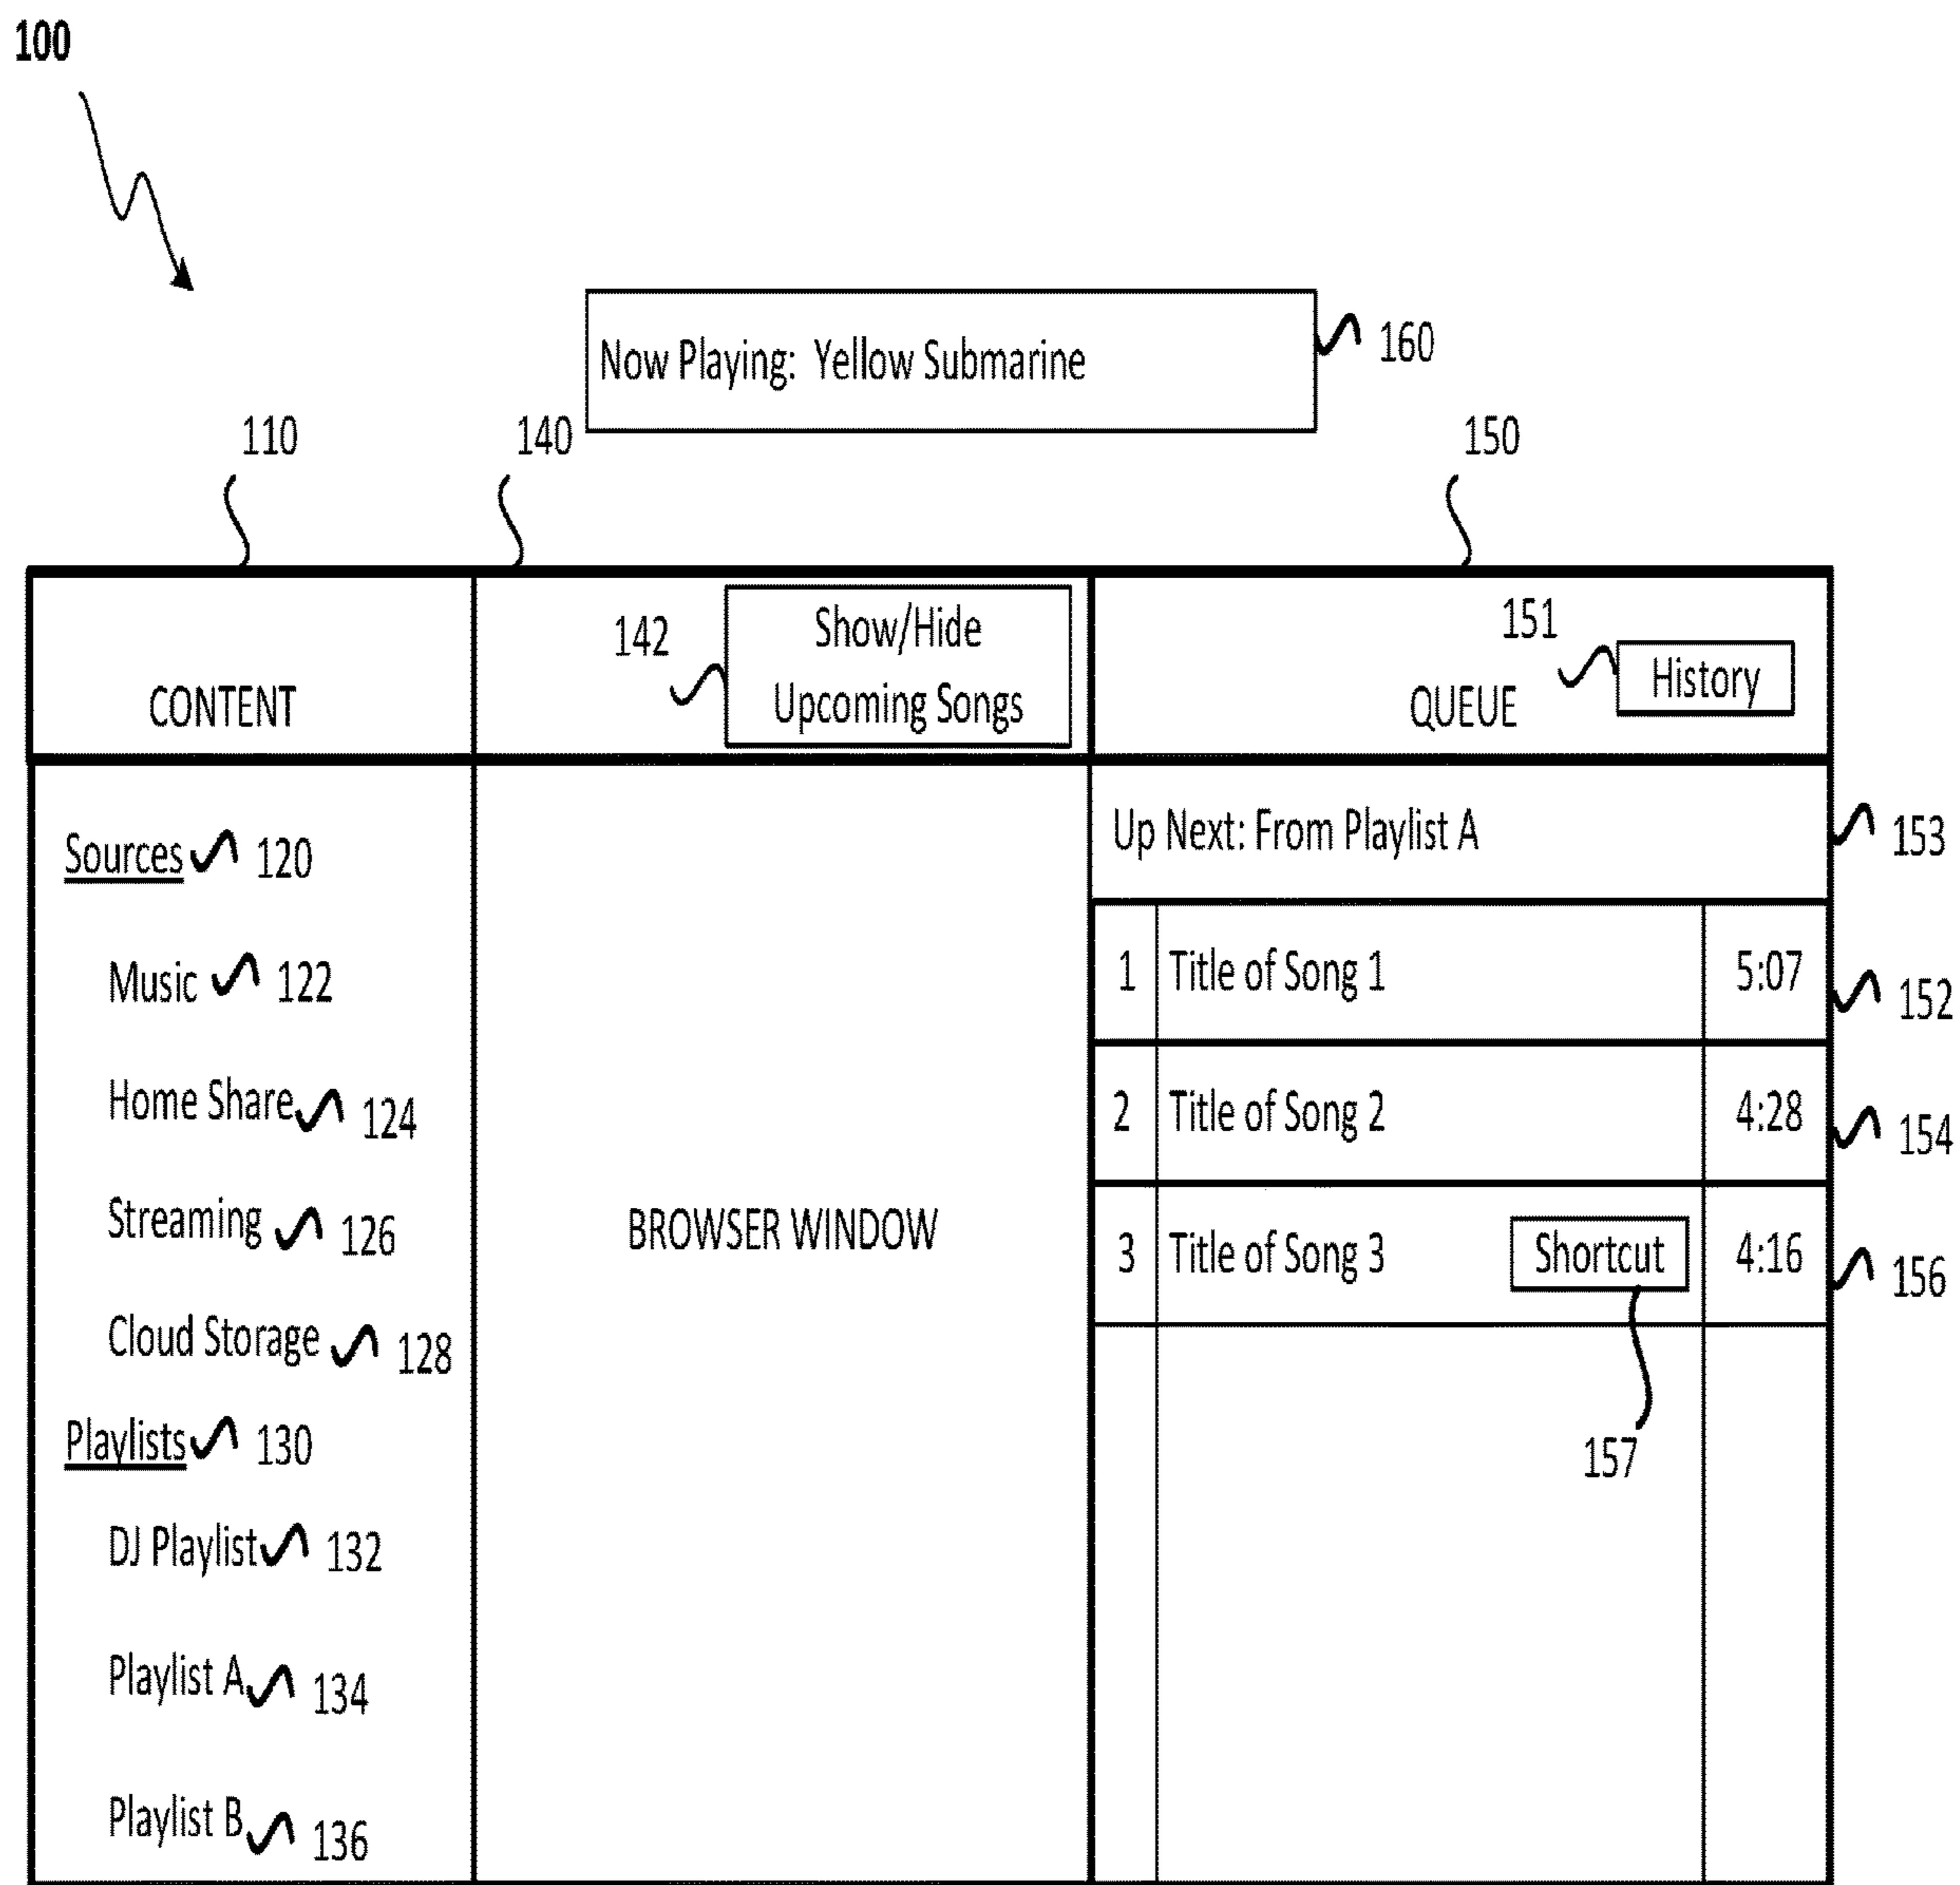 100
Now Playing: Yellow Submarine
160
110
140
150
142
Show/Hide
Upcoming Songs
151
History
CONTENT
QUEUE
Sources 120
Music 122
Home Share 124
Streaming 126
Cloud Storage 128
Playlists 130
DJ Playlist 132
Playlist A 134
Playlist B 136
BROWSER WINDOW
Up Next: From Playlist A 153
1 Title of Song 1 5:07 152
2 Title of Song 2 4:28 154
3 Title of Song 3 Shortcut 4:16 156
157